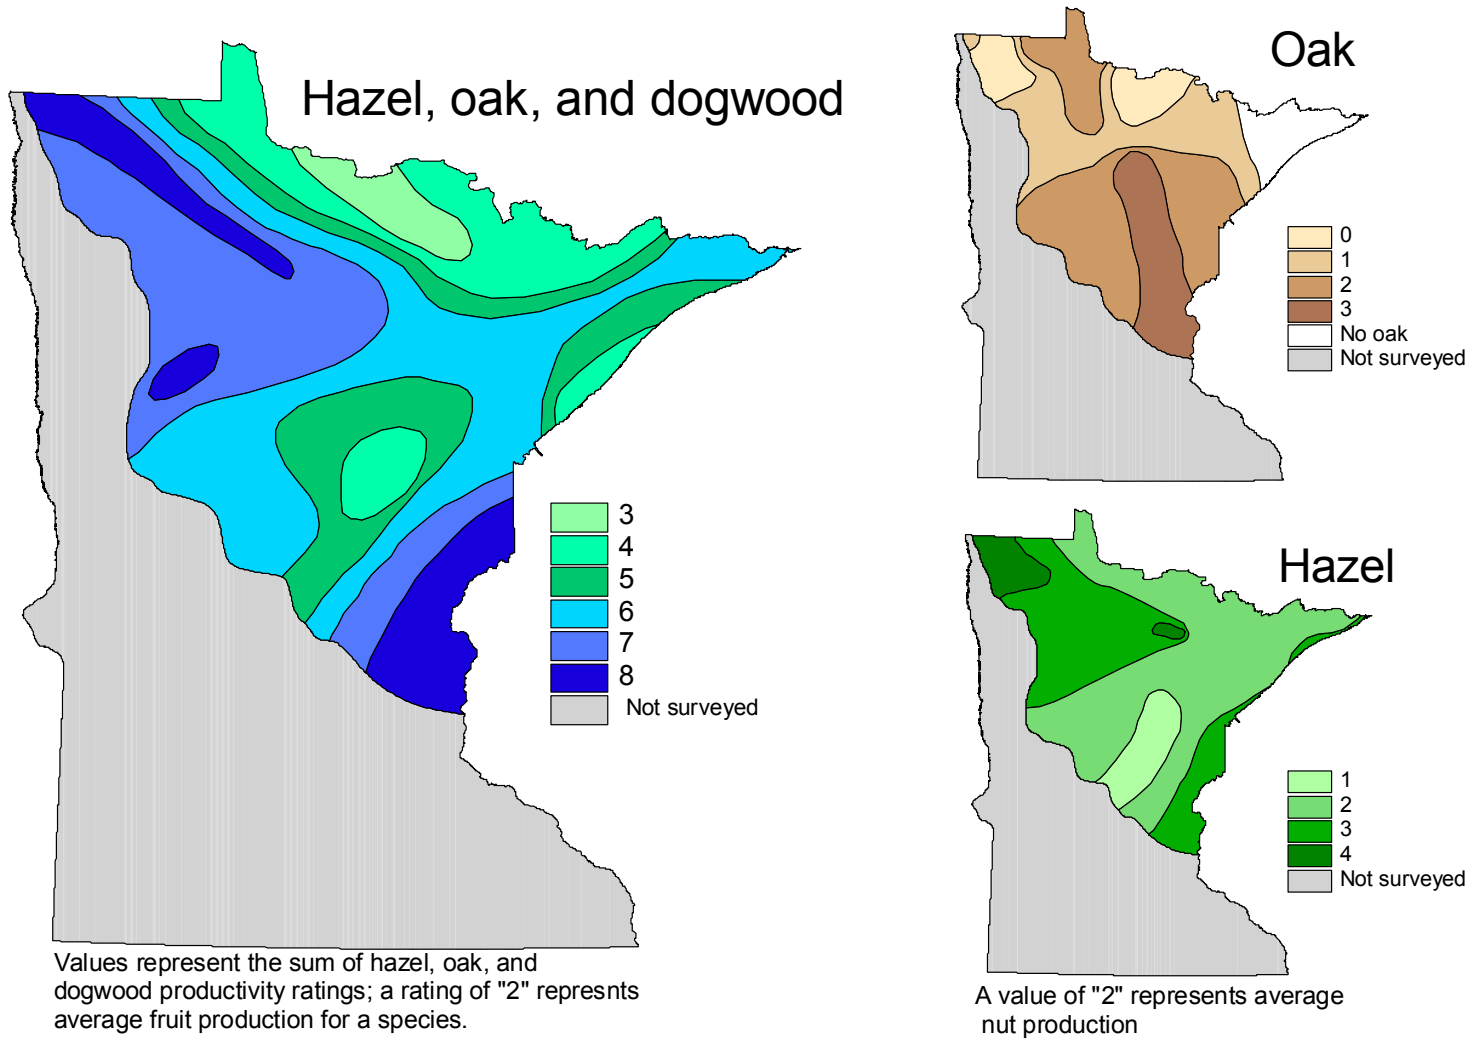 Hazel, oak, and dogwood
3
4
5
6
7
8
Not surveyed
Values represent the sum of hazel, oak, and
dogwood productivity ratings; a rating of "2" represnts
average fruit production for a species.
Oak
0
1
2
3
No oak
Not surveyed
Hazel
1
2
3
4
Not surveyed
A value of "2" represents average
nut production